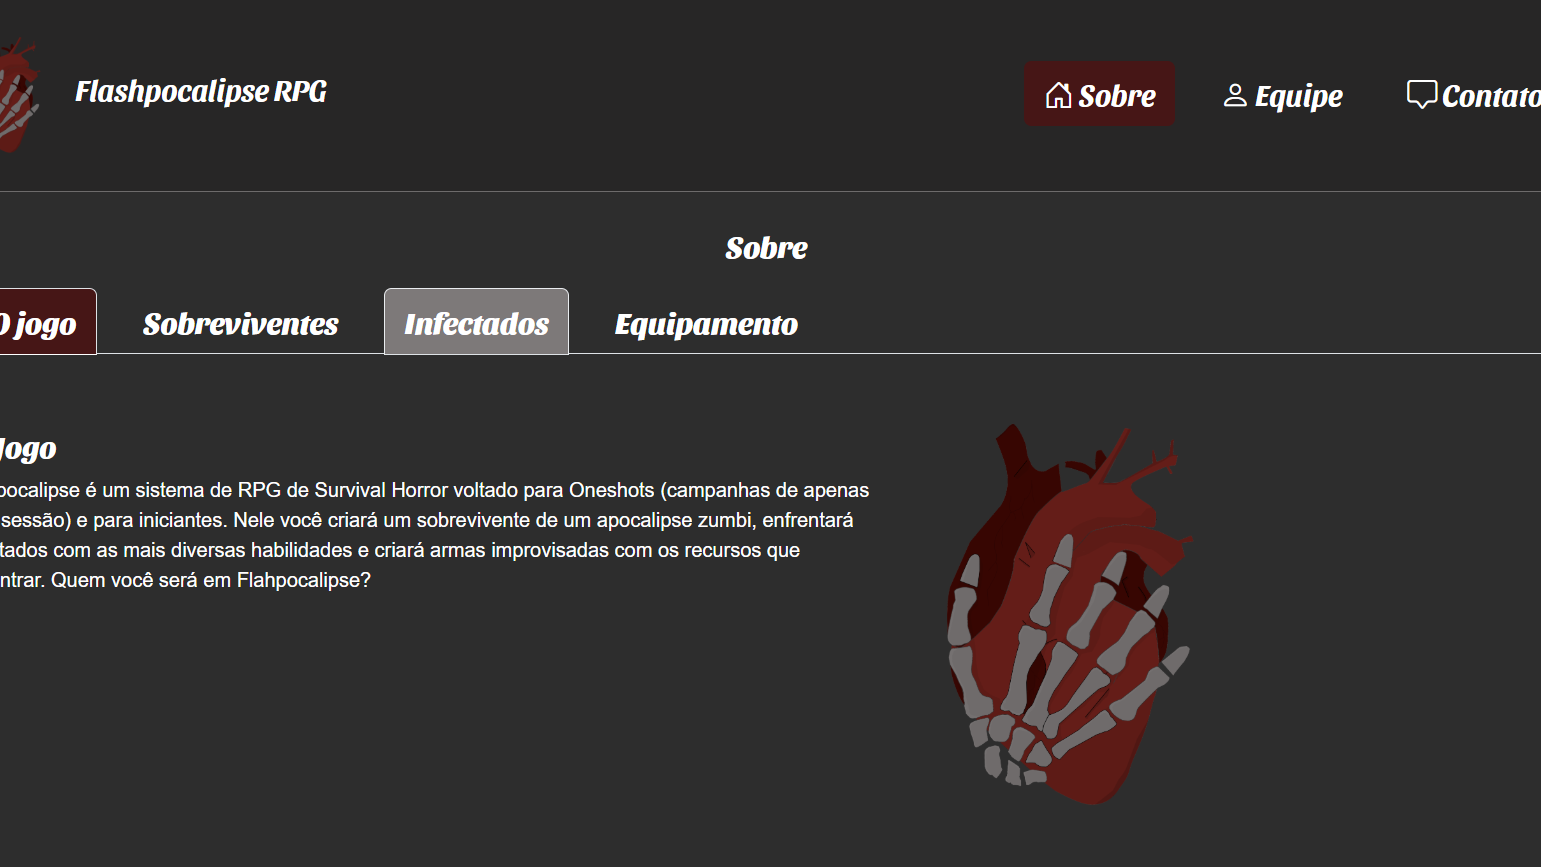 Flashpocalipse RPG
Sobre
Equipe
Contato
Sobre
O jogo
Sobreviventes
Infectados
Equipamento
Jogo
pocalipse é um sistema de RPG de Survival Horror voltado para Oneshots (campanhas de apenas
sessão) e para iniciantes. Nele você criará um sobrevivente de um apocalipse zumbi, enfrentará
tados com as mais diversas habilidades e criará armas improvisadas com os recursos que
ntrar. Quem você será em Flahpocalipse?